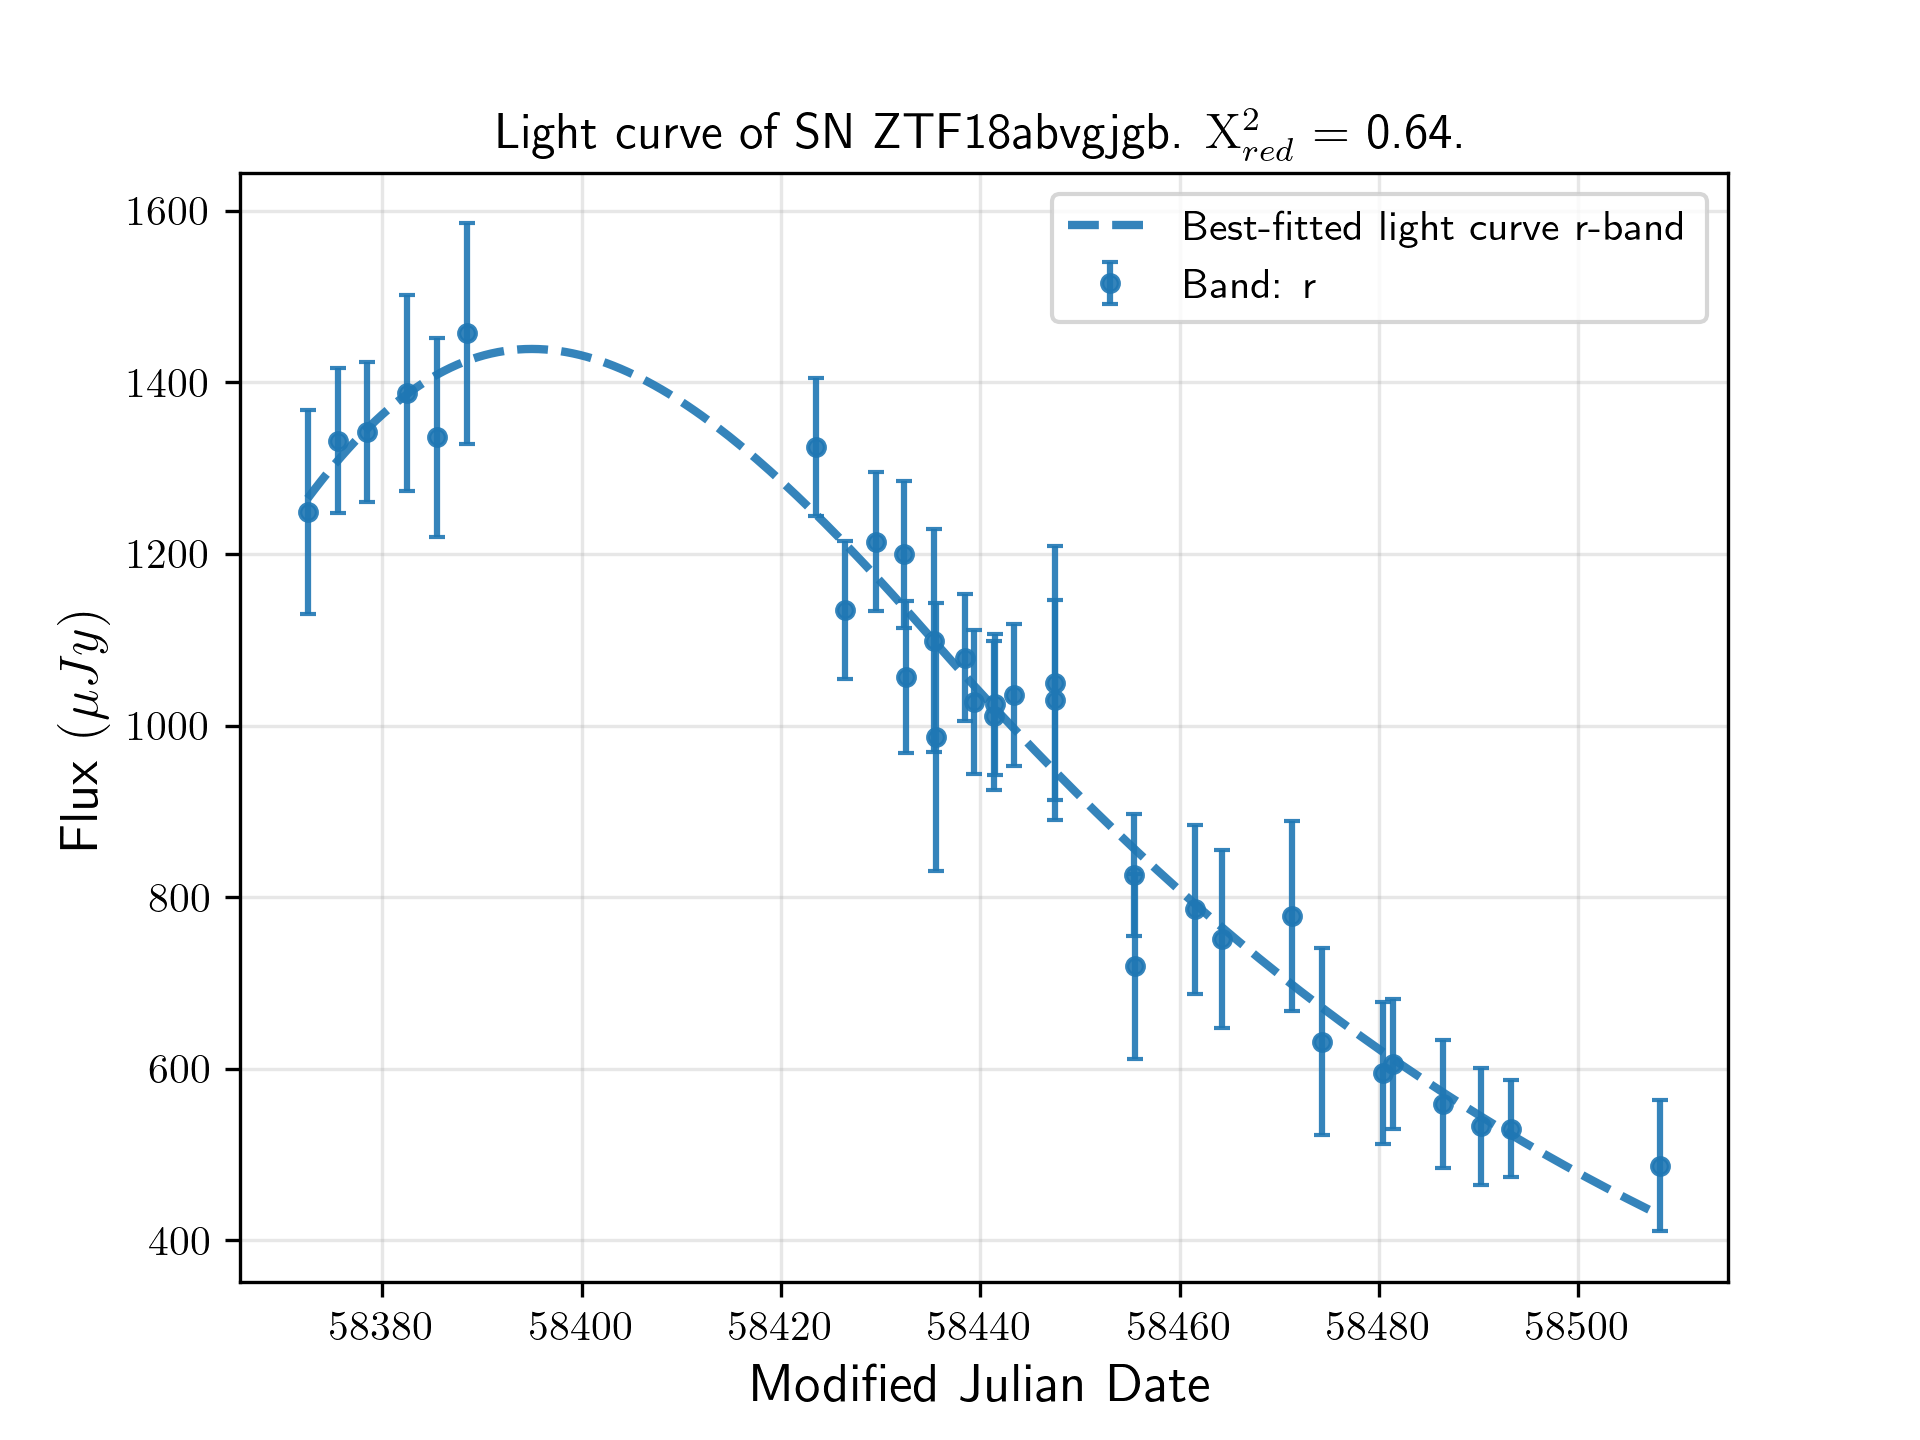 Light curve of SN ZTF18abvgjgb. X²_red = 0.64.
Best-fitted light curve r-band
Band: r
1600
1400
1200
1000
800
600
400
Flux (μJy)
58380 58400 58420 58440 58460 58480 58500
Modified Julian Date